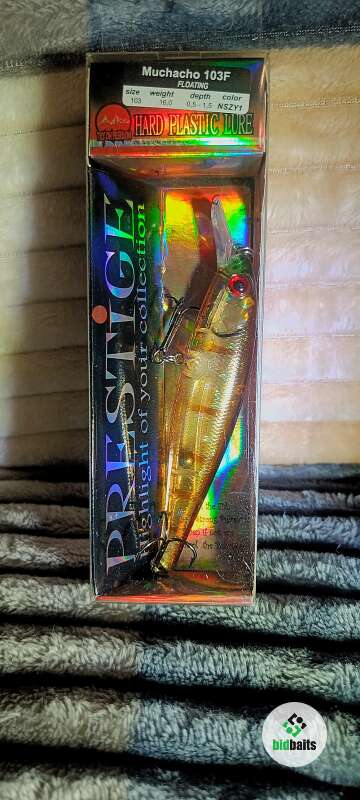 Muchacho 103F
FLOATING
size weight depth color
103 16,0 0,5 - 1,5 NSZY1
HARD PLASTIC LURE
PRESTIGE
Highlight of your collection
bidbaits